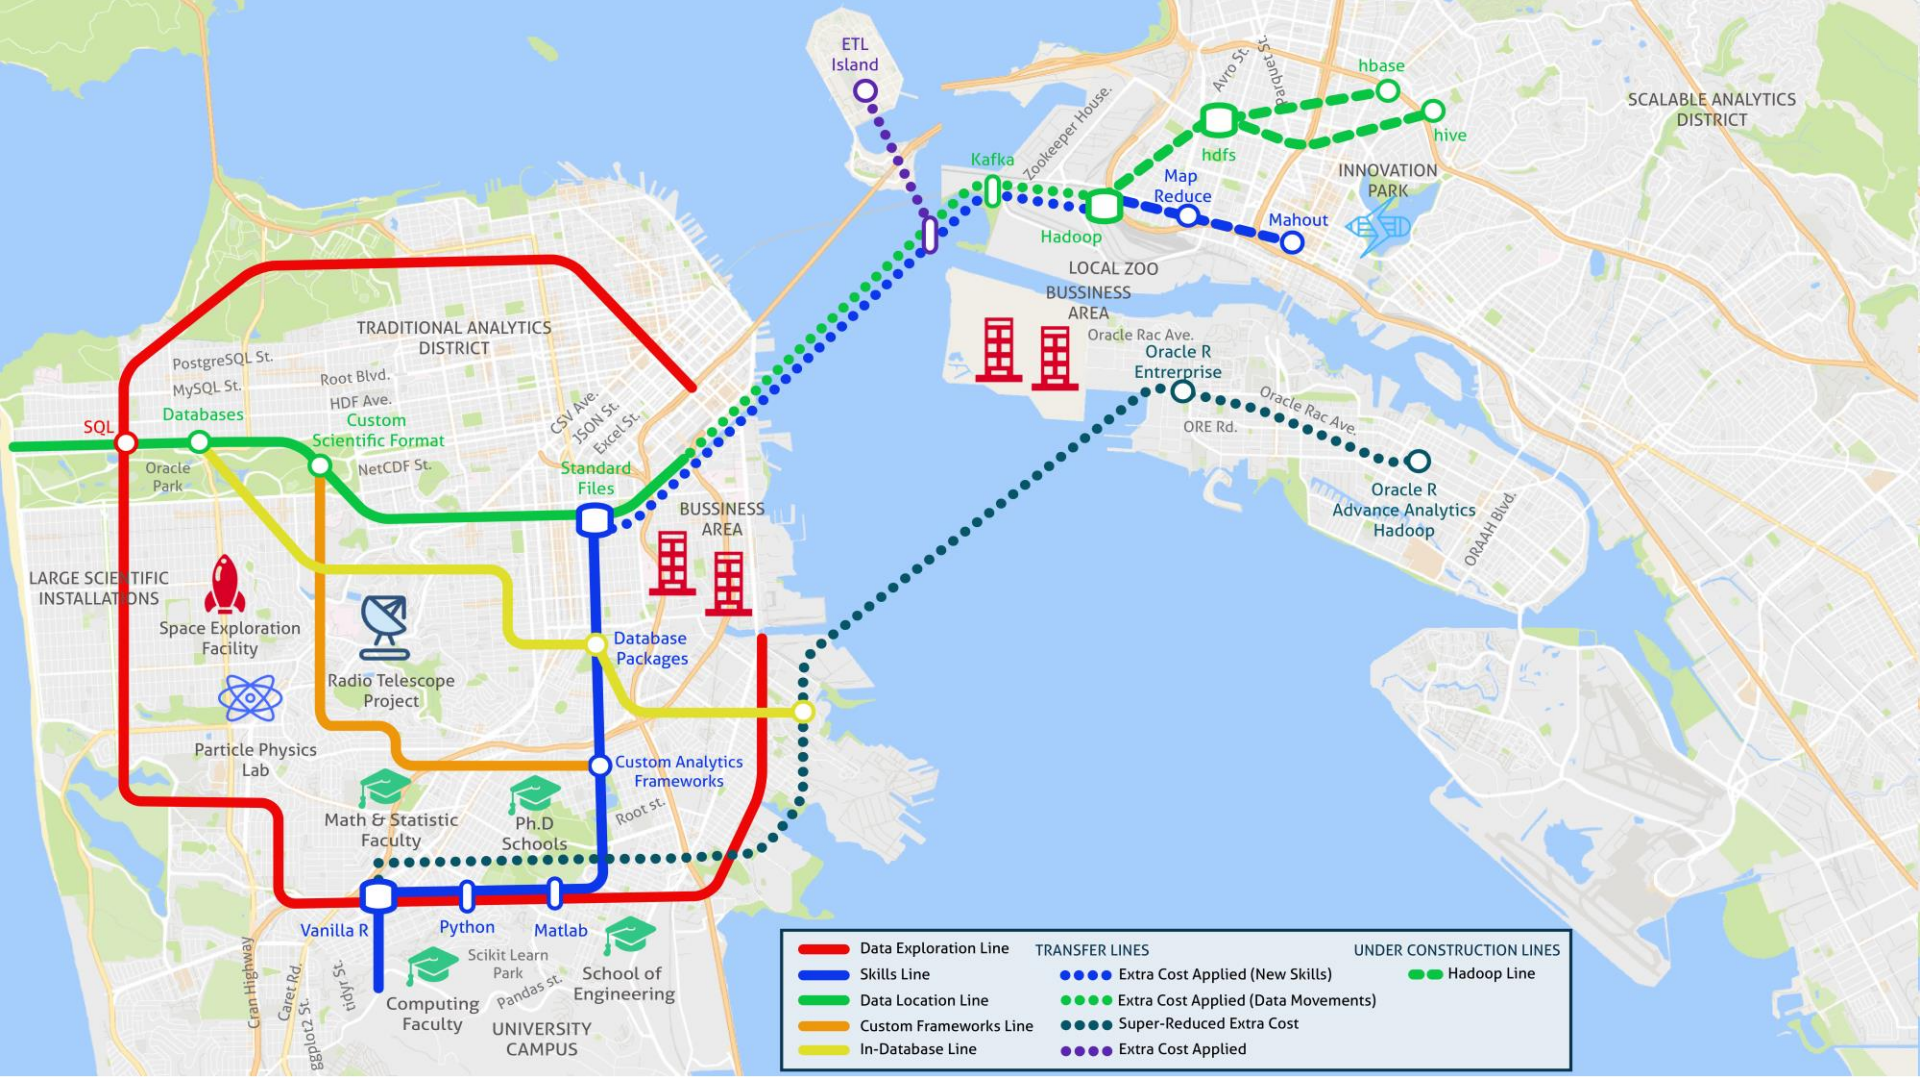 ETL
Island
hbase
hive
SCALABLE ANALYTICS
DISTRICT
Avro St.
Parquet St.
Zookeeper House.
Kafka
hdfs
Map
Reduce
INNOVATION
PARK
Mahout
Hadoop
LOCAL ZOO
BUSSINESS
AREA
Oracle Rac Ave.
Oracle R
Entrerprise
Oracle Rac Ave.
ORE Rd.
Oracle R
Advance Analytics
Hadoop
ORAAH Blvd.
TRADITIONAL ANALYTICS
DISTRICT
PostgreSQL St.
MySQL St.
Root Blvd.
HDF Ave.
CSV Ave.
JSON St.
Excel St.
SQL
Databases
Custom
Scientific Format
Oracle
Park
NetCDF St.
Standard
Files
BUSSINESS
AREA
LARGE SCIENTIFIC
INSTALLATIONS
Space Exploration
Facility
Radio Telescope
Project
Database
Packages
Particle Physics
Lab
Custom Analytics
Frameworks
Math & Statistic
Faculty
Ph.D
Schools
Root st.
Vanilla R
Python
Matlab
Scikit Learn
Park
Pandas st.
School of
Engineering
Computing
Faculty
UNIVERSITY
CAMPUS
Cran Highway
Caret Rd.
ggplot2 St.
tidyr St.
Data Exploration Line
Skills Line
Data Location Line
Custom Frameworks Line
In-Database Line
TRANSFER LINES
Extra Cost Applied (New Skills)
Extra Cost Applied (Data Movements)
Super-Reduced Extra Cost
Extra Cost Applied
UNDER CONSTRUCTION LINES
Hadoop Line